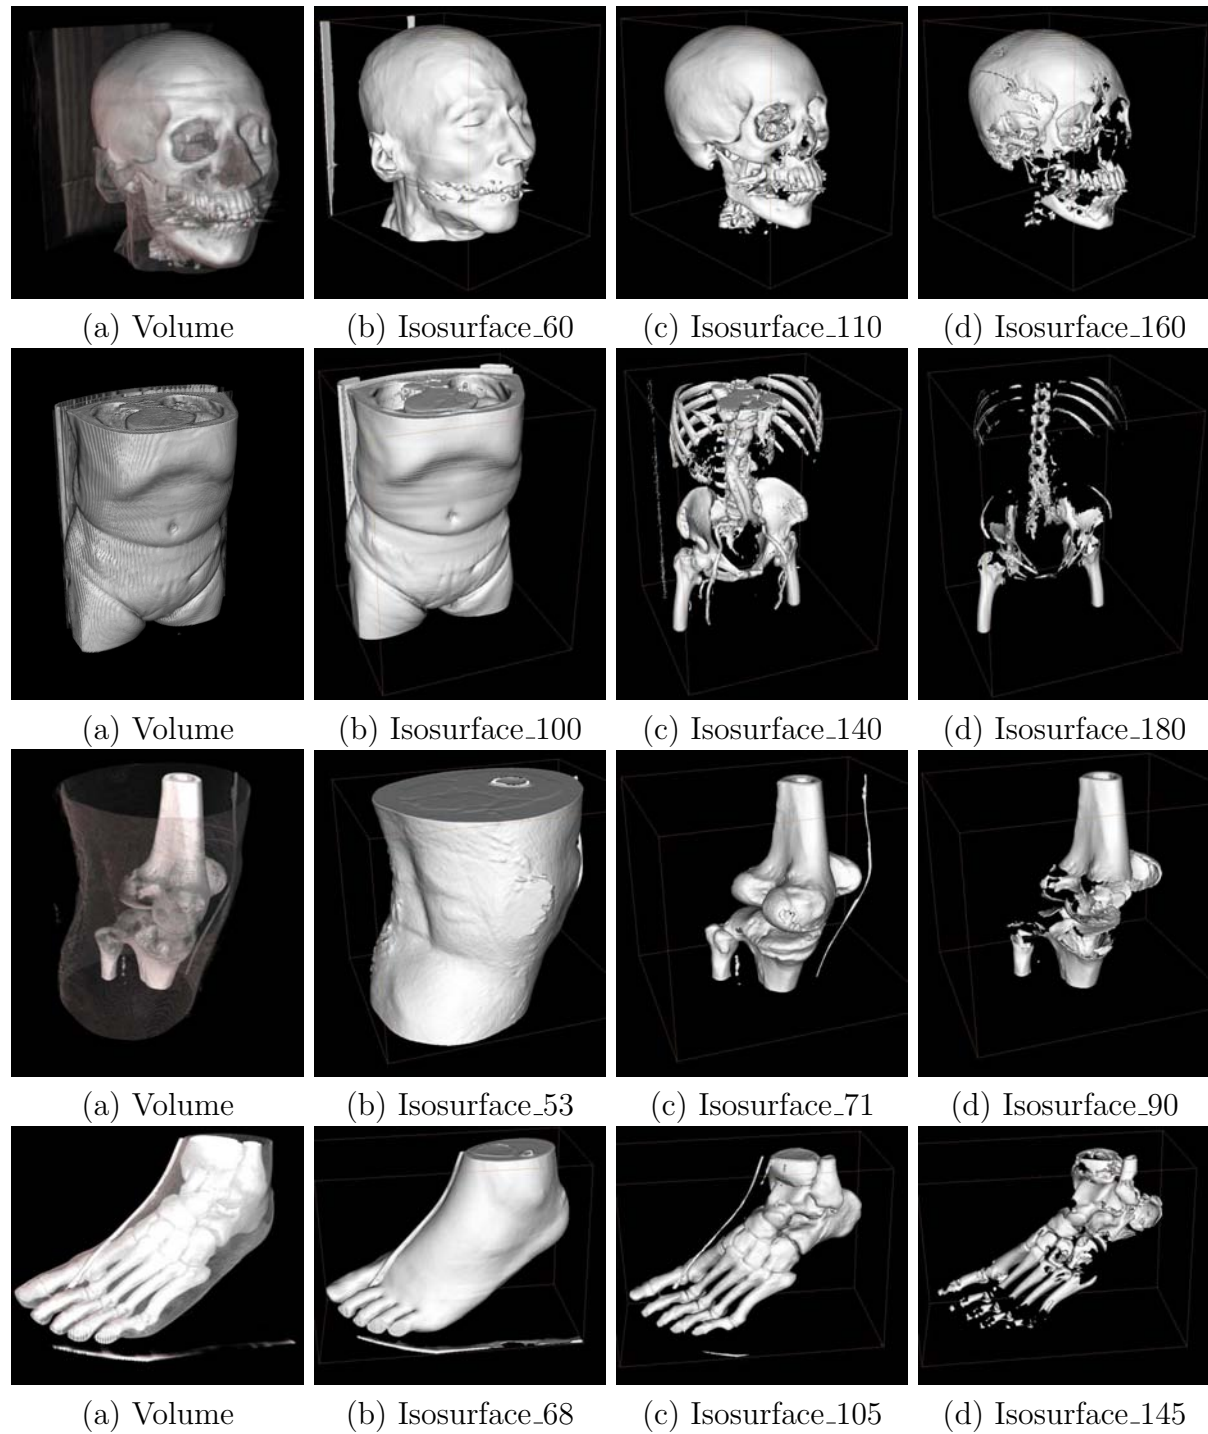 (a) Volume (b) Isosurface_60 (c) Isosurface_110 (d) Isosurface_160
(a) Volume (b) Isosurface_100 (c) Isosurface_140 (d) Isosurface_180
(a) Volume (b) Isosurface_53 (c) Isosurface_71 (d) Isosurface_90
(a) Volume (b) Isosurface_68 (c) Isosurface_105 (d) Isosurface_145